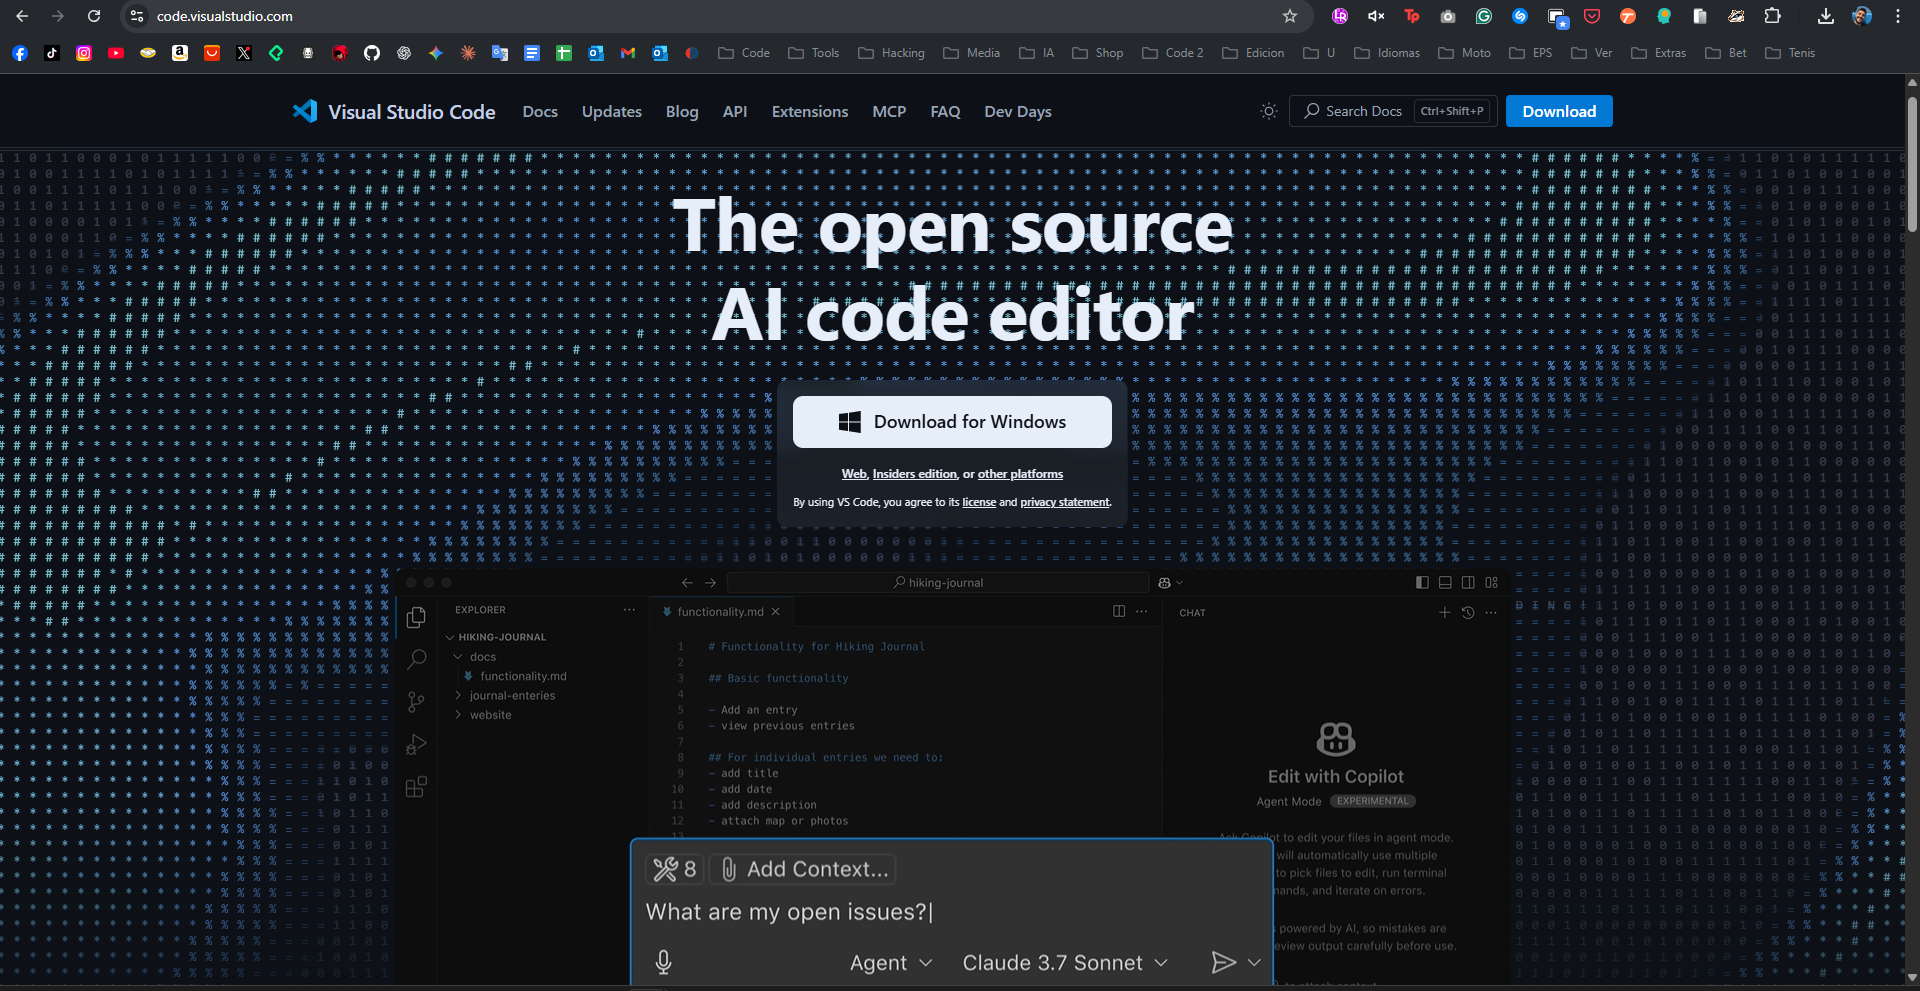 code.visualstudio.com
Code Tools Hacking Media IA Shop Code 2 Edicion U Idiomas Moto EPS Ver Extras Bet Tenis
Visual Studio Code Docs Updates Blog API Extensions MCP FAQ Dev Days Search Docs Ctrl+Shift+P Download
The open source
AI code editor
Download for Windows
Web, Insiders edition, or other platforms
By using VS Code, you agree to its license and privacy statement.
hiking-journal
EXPLORER
functionality.md
CHAT
HIKING-JOURNAL
docs
functionality.md
journal-enteries
website
1 # Functionality for Hiking Journal
2
3 ## Basic functionality
4
5 - Add an entry
6 - view previous entries
7
8 ## For individual entries we need to:
9 - add title
10 - add date
11 - add description
12 - attach map or photos
13
Edit with Copilot
Agent Mode EXPERIMENTAL
Ask Copilot to edit your files in agent mode.
will automatically use multiple
to pick files to edit, run terminal
and iterate on errors.
powered by AI, so mistakes are
output carefully before use.
to attach context
8 Add Context...
What are my open issues?
Agent Claude 3.7 Sonnet